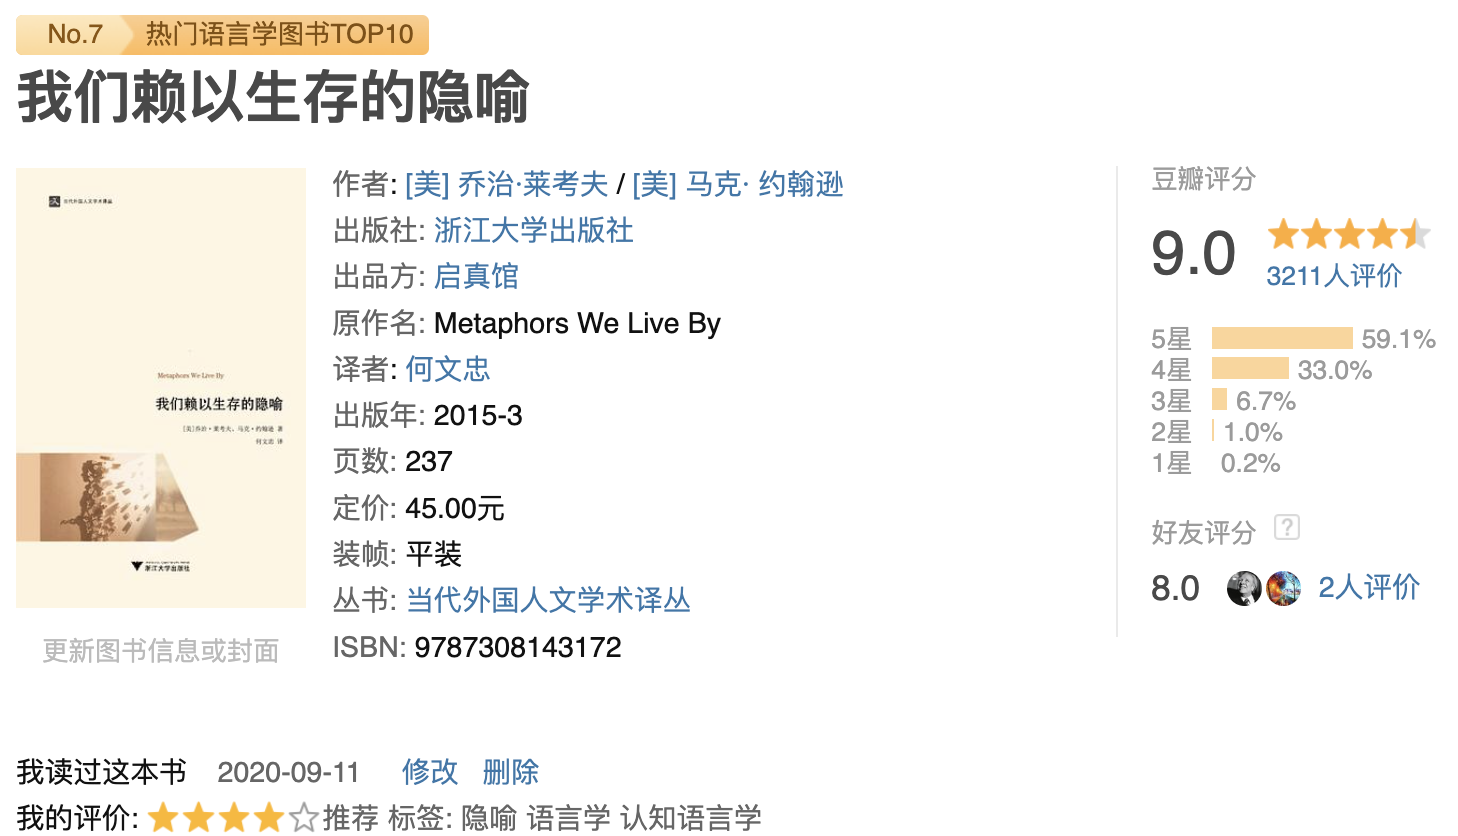 No.7 热门语言学图书TOP10
我们赖以生存的隐喻
当代外国人文学术译丛
Metaphors We Live By
我们赖以生存的隐喻
[美]乔治·莱考夫、马克·约翰逊 著
何文忠 译
浙江大学出版社
更新图书信息或封面
作者: [美] 乔治·莱考夫 / [美] 马克· 约翰逊
出版社: 浙江大学出版社
出品方: 启真馆
原作名: Metaphors We Live By
译者: 何文忠
出版年: 2015-3
页数: 237
定价: 45.00元
装帧: 平装
丛书: 当代外国人文学术译丛
ISBN: 9787308143172
豆瓣评分
9.0
3211人评价
5星 59.1%
4星 33.0%
3星 6.7%
2星 1.0%
1星 0.2%
好友评分 ?
8.0 2人评价
我读过这本书 2020-09-11 修改 删除
我的评价: 推荐 标签: 隐喻 语言学 认知语言学